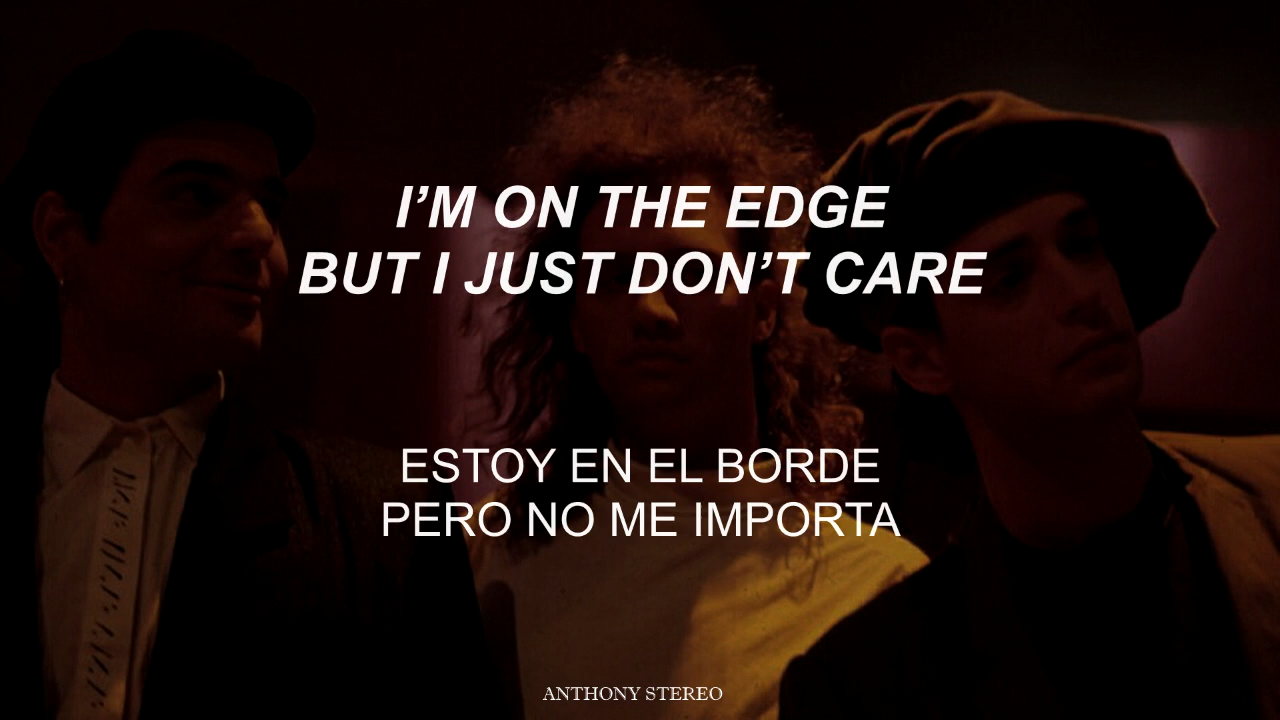 I’M ON THE EDGE
BUT I JUST DON’T CARE
ESTOY EN EL BORDE
PERO NO ME IMPORTA
ANTHONY STEREO